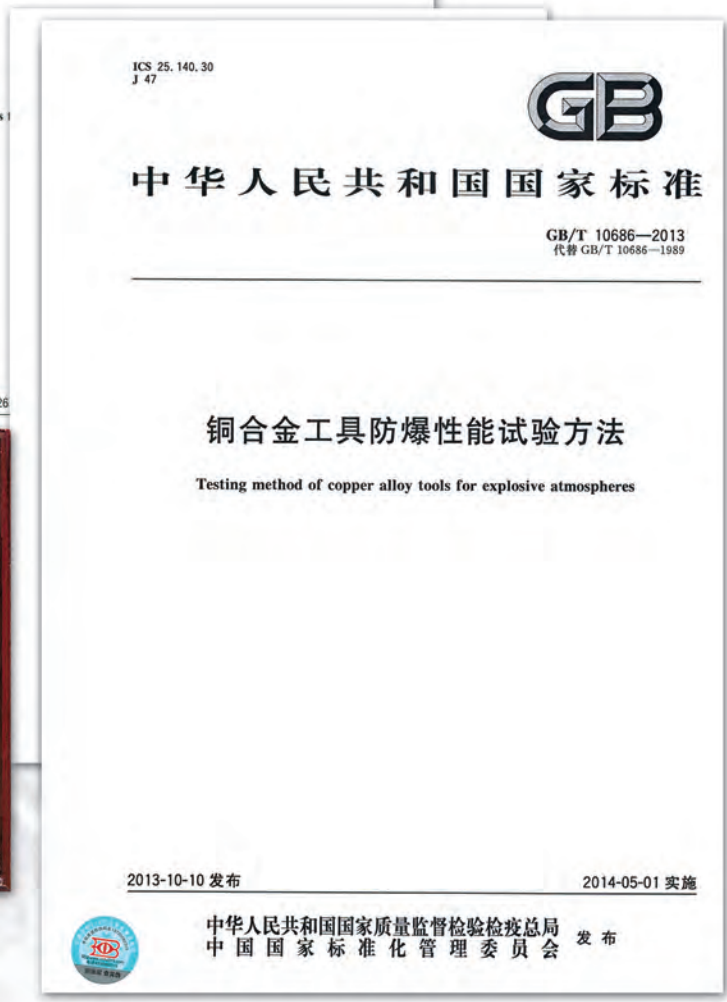 ICS 25.140.30
J 47
GB
中华人民共和国国家标准
GB/T 10686—2013
代替 GB/T 10686—1989
铜合金工具防爆性能试验方法
Testing method of copper alloy tools for explosive atmospheres
2013-10-10 发布
2014-05-01 实施
中华人民共和国国家质量监督检验检疫总局
中国国家标准化管理委员会
发布
26